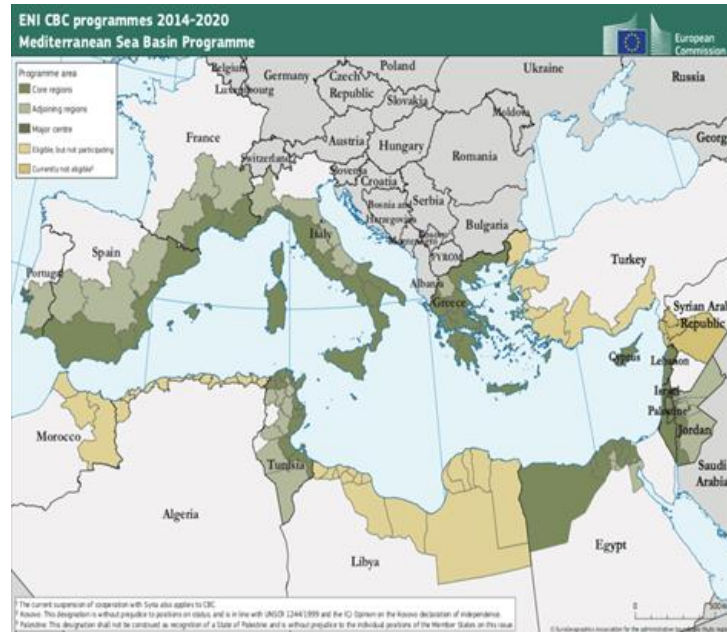 ENI CBC programmes 2014-2020
Mediterranean Sea Basin Programme
European
Commission
Programme area
Core regions
Adjoining regions
Major centre
Eligible, but not participating
Currently not eligible¹
Belgium
Luxembourg
Germany
Poland
Czech
Republic
Slovakia
Ukraine
Russia
France
Switzerland
Austria
Hungary
Moldova
Romania
Georg
Slovenia
Croatia
Bosnia and
Herzegovina
Serbia
Montenegro
Bulgaria
FYROM
Albania
Portugal
Spain
Italy
Greece
Turkey
Syrian Arab
Republic
Cyprus
Lebanon
Israel
Palestine
Jordan
Saudi
Arabia
Morocco
Algeria
Tunisia
Libya
Egypt
¹ The current suspension of cooperation with Syria also applies to CBC.
² Kosovo: This designation is without prejudice to positions on status, and is in line with UNSCR 1244/1999 and the ICJ Opinion on the Kosovo declaration of independence.
³ Palestine: This designation shall not be construed as recognition of a State of Palestine and is without prejudice to the individual positions of the Member States on this issue.
0